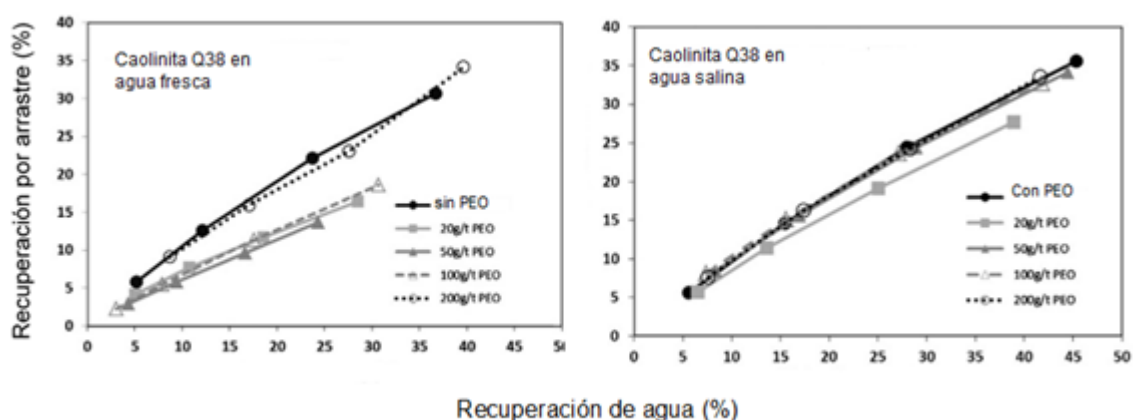 Recuperación por arrastre (%)
40
35
30
25
20
15
10
5
0
Caolinita Q38 en
agua fresca
sin PEO
20g/t PEO
50g/t PEO
100g/t PEO
200g/t PEO
0 5 10 15 20 25 30 35 40 45 50
40
35
30
25
20
15
10
5
0
Caolinita Q38 en
agua salina
Con PEO
20g/t PEO
50g/t PEO
100g/t PEO
200g/t PEO
0 5 10 15 20 25 30 35 40 45 50
Recuperación de agua (%)